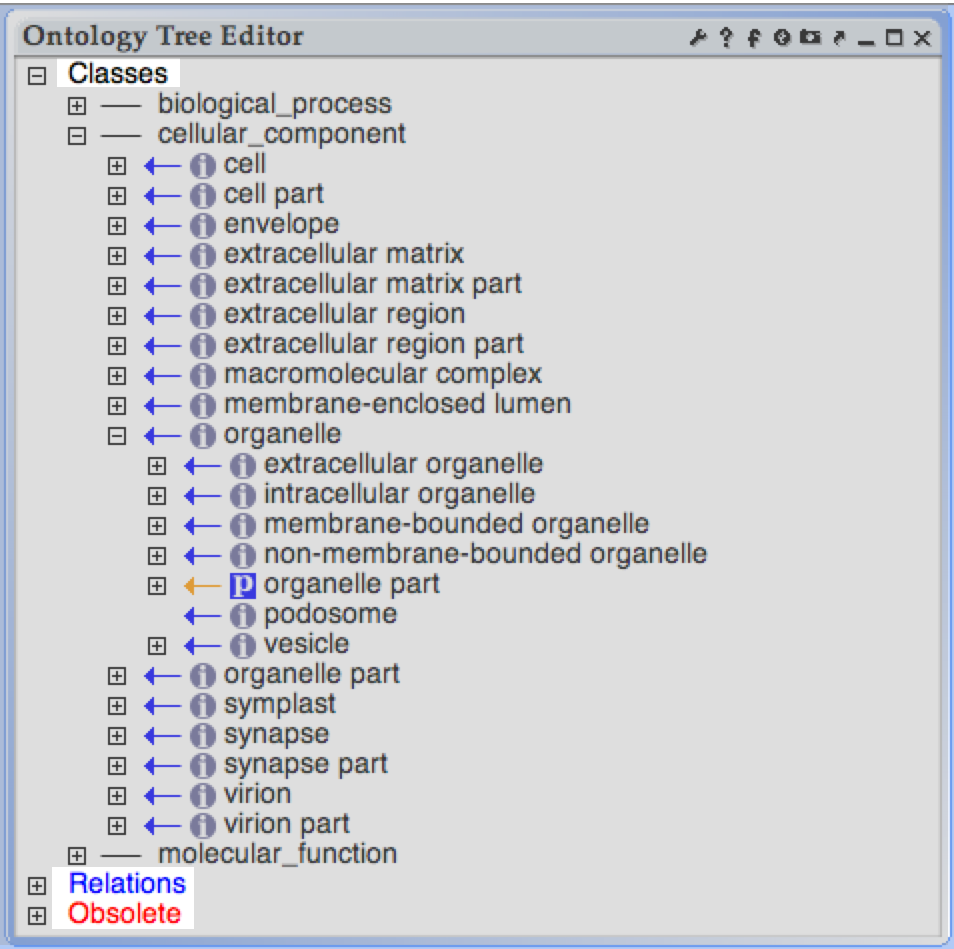 Ontology Tree Editor
Classes
biological_process
cellular_component
cell
cell part
envelope
extracellular matrix
extracellular matrix part
extracellular region
extracellular region part
macromolecular complex
membrane-enclosed lumen
organelle
extracellular organelle
intracellular organelle
membrane-bounded organelle
non-membrane-bounded organelle
P organelle part
podosome
vesicle
organelle part
symplast
synapse
synapse part
virion
virion part
molecular_function
Relations
Obsolete